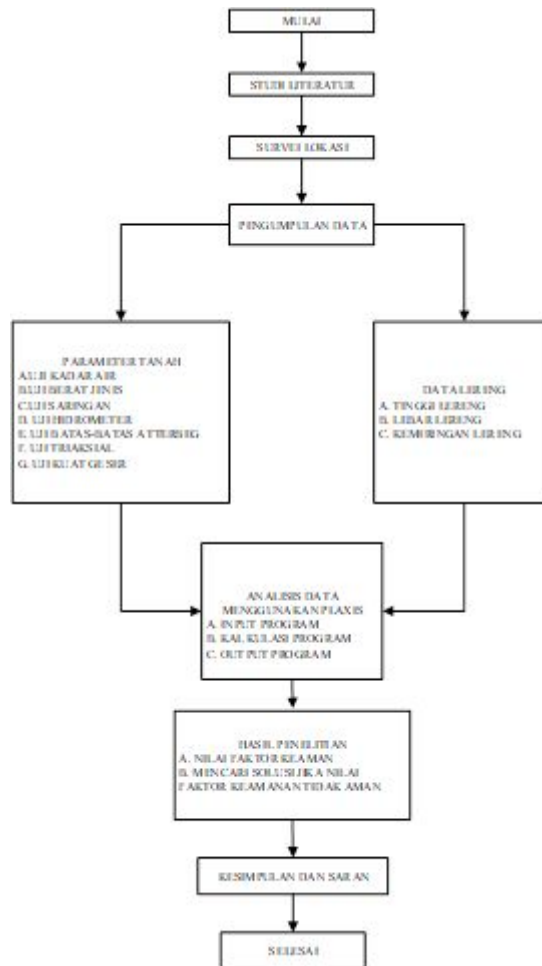 MULAI
STUDI LITERATUR
SURVEI LOKASI
PENGUMPULAN DATA
PARAMETER TANAH
A.UJI KADAR AIR
B.UJI BERAT JENIS
C.UJI SARINGAN
D. UJI HIDROMETER
E. UJI BATAS-BATAS ATTERBEG
F. UJI TRIAKSIAL
G. UJI KUAT GESER
DATA LERENG
A. TINGGI LERENG
B. LEBAR LERENG
C. KEMIRINGAN LERENG
ANALISIS DATA
MENGGUNAKAN PLAXIS
A. INPUT PROGRAM
B. KALKULASI PROGRAM
C. OUTPUT PROGRAM
HASIL PENELITIAN
A. NILAI FAKTOR KEAMAN
B. MENCARI SOLUSI JIKA NILAI
FAKTOR KEAMANAN TIDAK AMAN
KESIMPULAN DAN SARAN
SELESAI